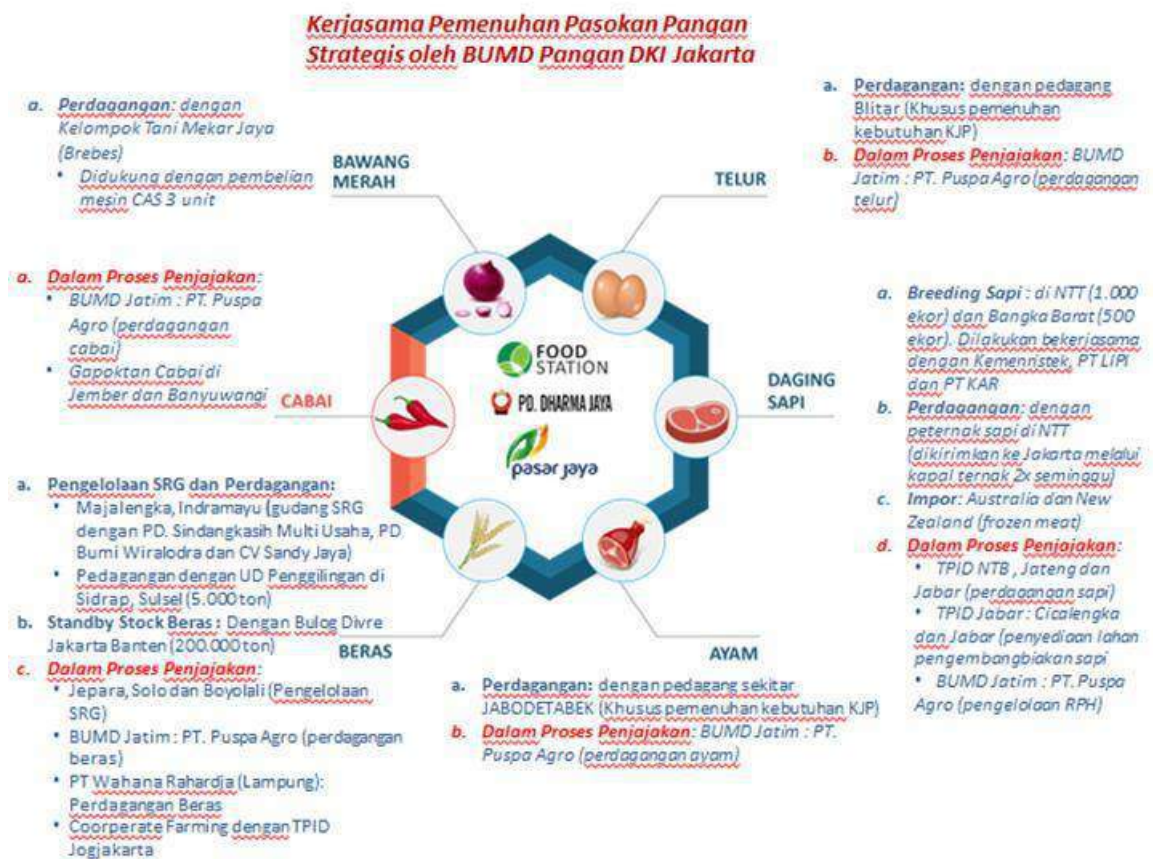 Kerjasama Pemenuhan Pasokan Pangan
Strategis oleh BUMD Pangan DKI Jakarta
a. Perdagangan: dengan
Kelompok Tani Mekar Jaya
(Brebes)
• Didukung dengan pembelian
mesin CAS 3 unit
BAWANG
MERAH
TELUR
a. Perdagangan: dengan pedagang
Blitar (Khusus pemenuhan
kebutuhan KJP)
b. Dalam Proses Penjajakan: BUMD
Jatim : PT. Puspa Agro (perdagangan
telur)
a. Dalam Proses Penjajakan:
• BUMD Jatim : PT. Puspa
Agro (perdagangan
cabai)
• Gapoktan Cabai di
Jember dan Banyuwangi
CABAI
FOOD
STATION
PD. DHARMA JAYA
pasar jaya
DAGING
SAPI
a. Breeding Sapi : di NTT (1.000
ekor) dan Bangka Barat (500
ekor). Dilakukan bekerjasama
dengan Kemenristek, PT LIPI
dan PT KAR
b. Perdagangan: dengan
peternak sapi di NTT
(dikirimkan ke Jakarta melalui
kapal ternak 2x seminggu)
c. Impor: Australia dan New
Zealand (frozen meat)
d. Dalam Proses Penjajakan:
• TPID NTB , Jateng dan
Jabar (perdagangan sapi)
• TPID Jabar : Cicalengka
dan Jabar (penyediaan lahan
pengembangbiakan sapi
• BUMD Jatim : PT. Puspa
Agro (pengelolaan RPH)
a. Pengelolaan SRG dan Perdagangan:
• Majalengka, Indramayu (gudang SRG
dengan PD. Sindangkasih Multi Usaha, PD
Bumi Wiralodra dan CV Sandy Jaya)
• Pedagangan dengan UD Penggilingan di
Sidrap, Sulsel (5.000 ton)
b. Standby Stock Beras : Dengan Bulog Divre
Jakarta Banten (200.000 ton)
c. Dalam Proses Penjajakan:
• Jepara, Solo dan Boyolali (Pengelolaan
SRG)
• BUMD Jatim : PT. Puspa Agro (perdagangan
beras)
• PT Wahana Rahardja (Lampung):
Perdagangan Beras
• Coorperate Farming dengan TPID
Jogjakarta
BERAS
AYAM
a. Perdagangan: dengan pedagang sekitar
JABODETABEK (Khusus pemenuhan kebutuhan KJP)
b. Dalam Proses Penjajakan: BUMD Jatim : PT.
Puspa Agro (perdagangan ayam)